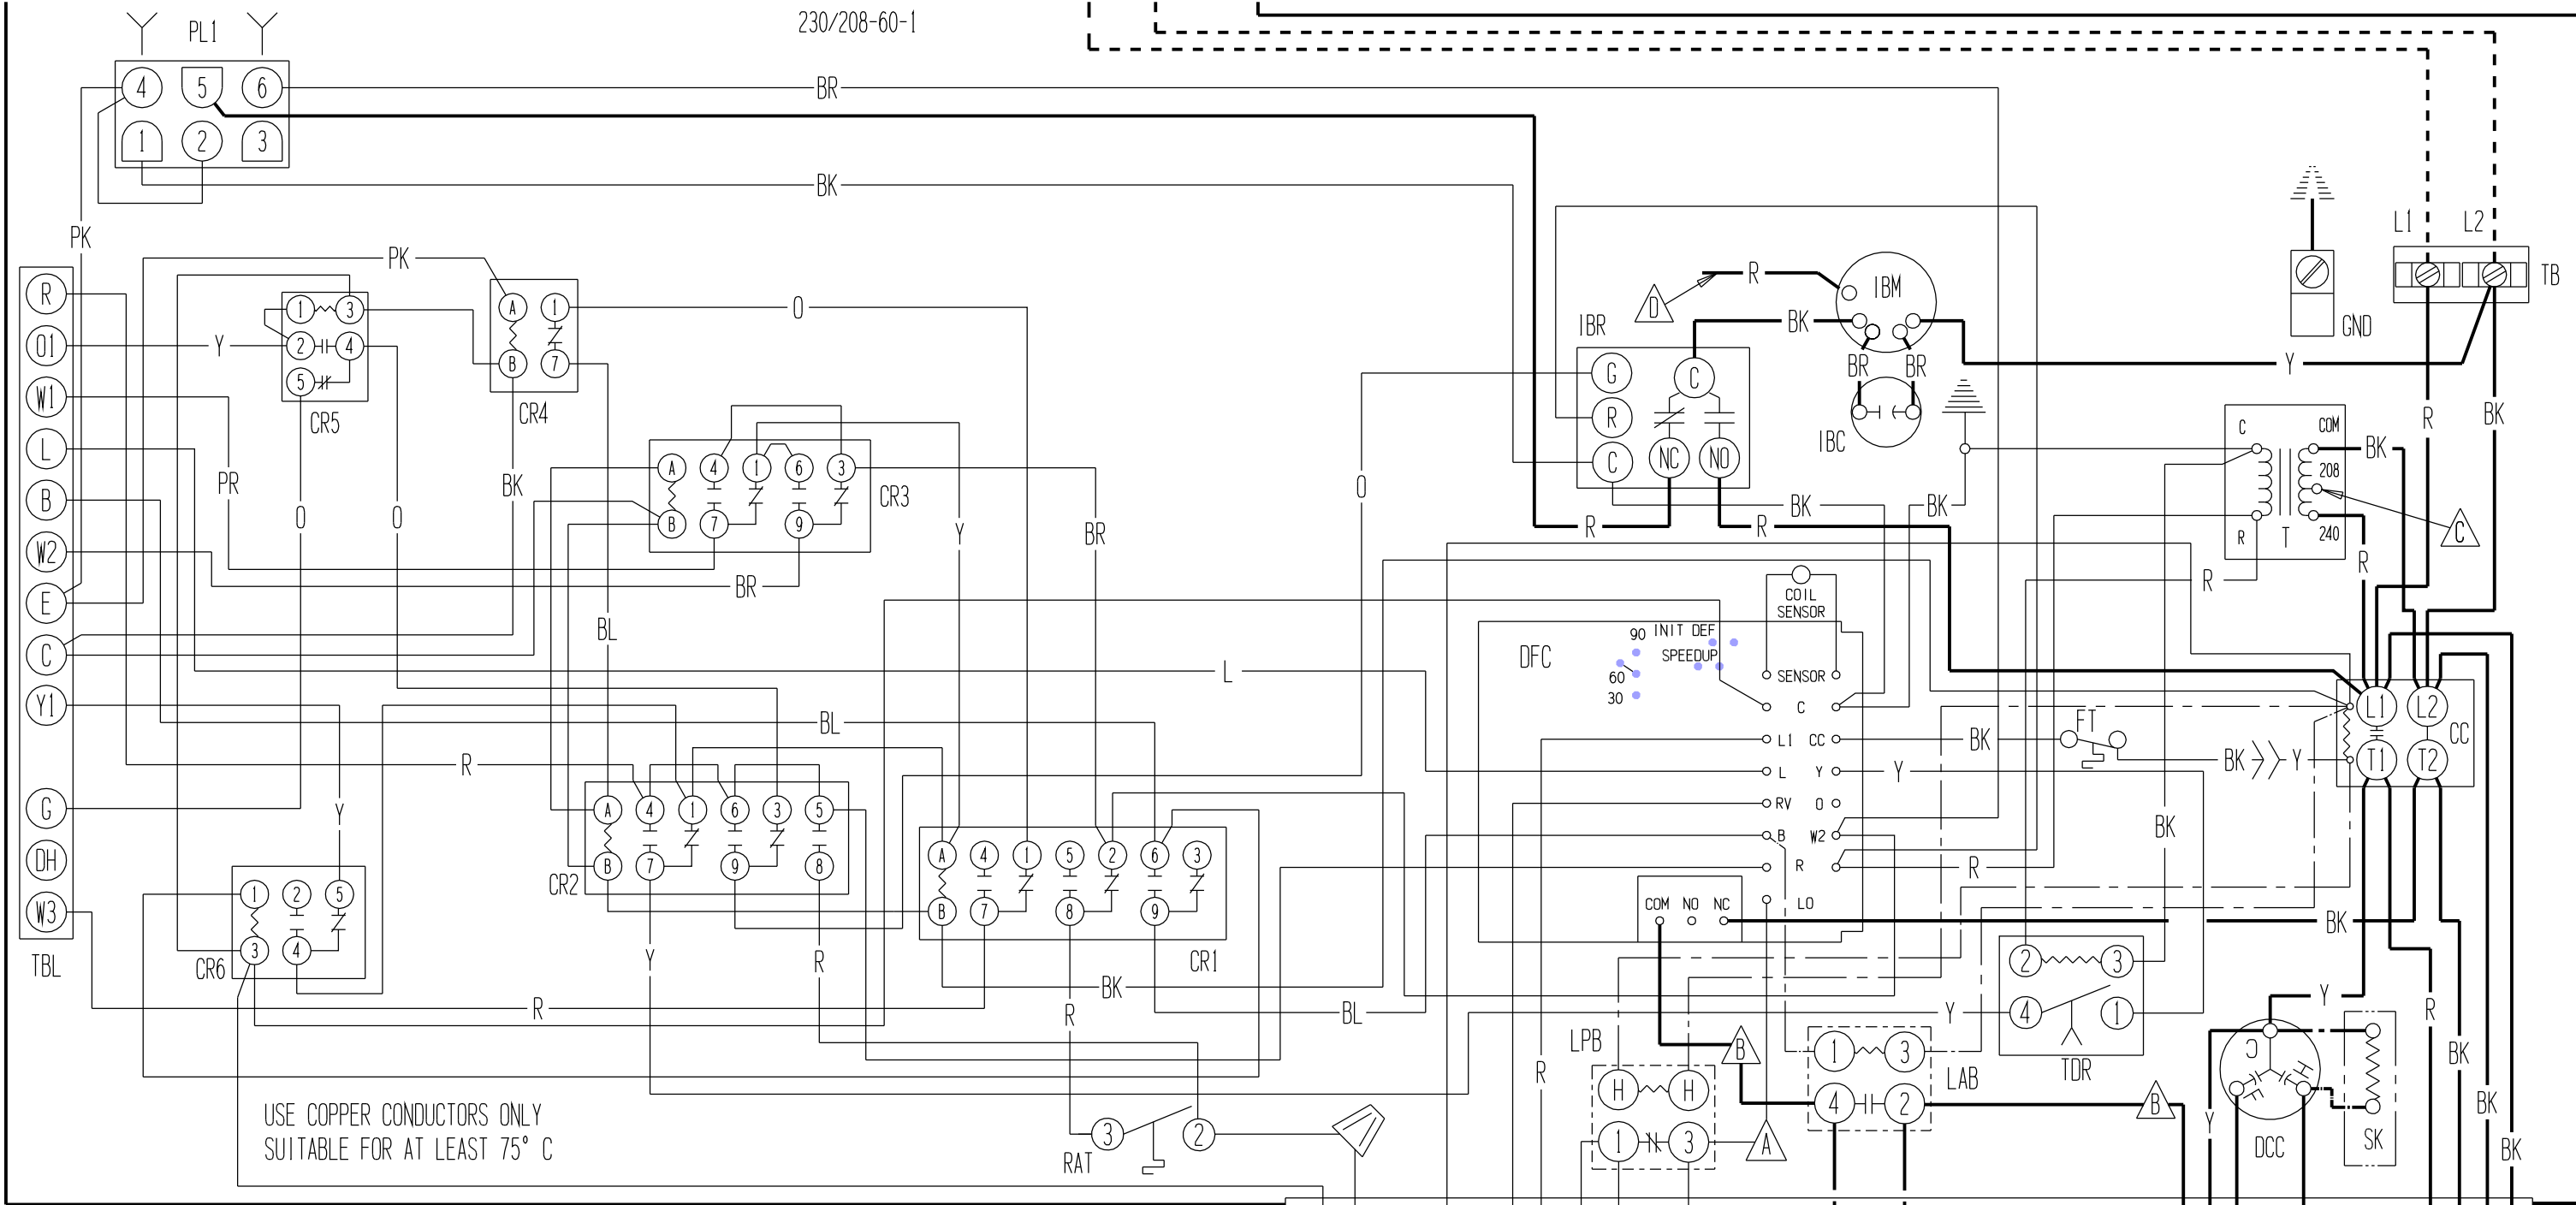 230/208-60-1
PL1
4 5 6
1 2 3
BR
BK
PK
R
O1
W1
L
B
W2
E
C
Y1
G
DH
W3
TBL
PK
Y
1 3
2 4
5
CR5
A 1
B 7
CR4
O
PR
O
O
BK
BL
A 4 1 6 3
B 7 9
CR3
BR
Y
BR
O
L
BL
R
Y
A 4 1 6 3 5
B 7 9 8
CR2
A 4 1 5 2 6 3
B 7 8 9
CR1
1 2 5
3 4
CR6
Y
R
R
R
BK
BL
3 2
RAT
USE COPPER CONDUCTORS ONLY
SUITABLE FOR AT LEAST 75° C
IBR
G
R
C
C
NC NO
D
R
IBM
BK
BR BR
IBC
Y
R
R
BK
BK
L1 L2
TB
GND
R
BK
C COM
208
R T 240
BK
C
R
R
DFC
90 INIT DEF
SPEEDUP
60
30
COIL
SENSOR
SENSOR
C
L1 CC
L Y
RV O
B W2
R
LO
COM NO NC
BK
FT
BK Y
Y
R
BK
L1 L2
T1 T2
CC
BK
2 3
4 1
TDR
Y
R
LPB
H H
1 3
A
B
1 3
4 2
LAB
B
Y
C
F H
DCC
SK
Y
R
BK
BK
BK